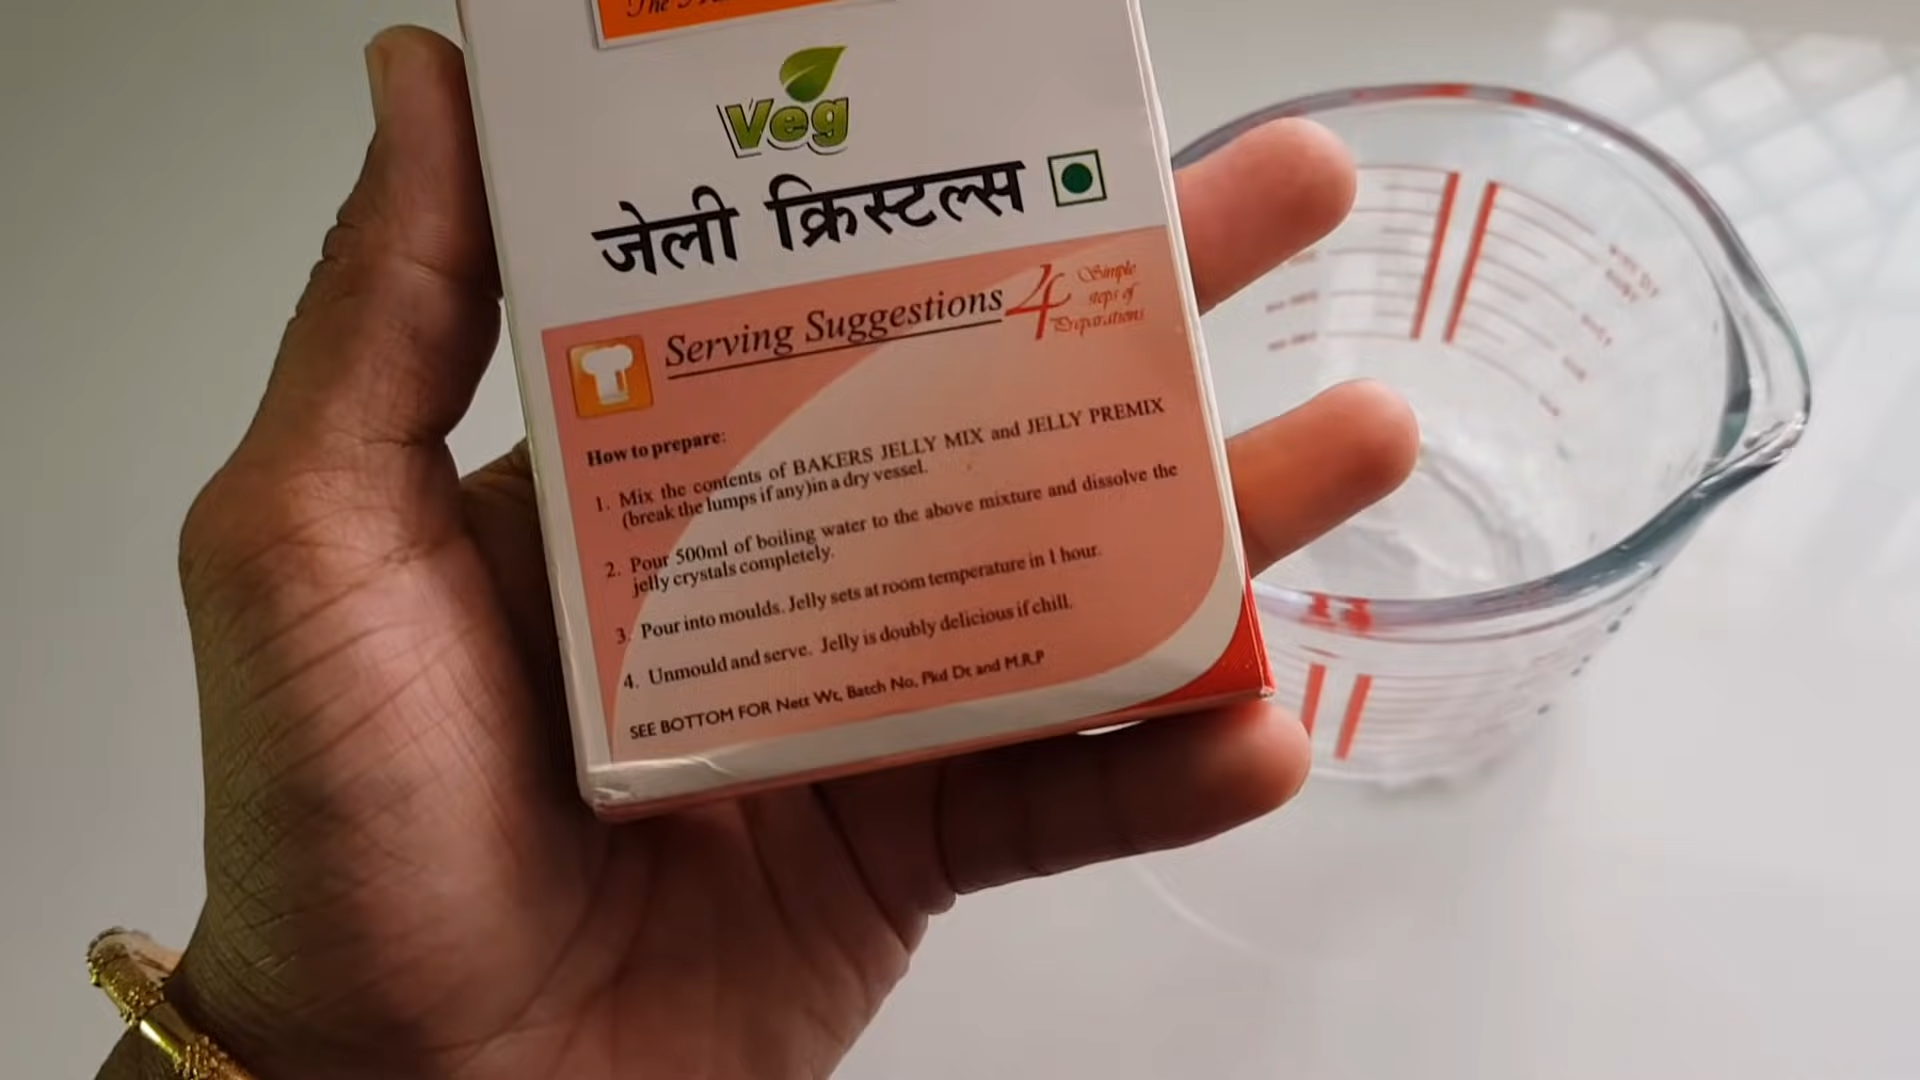 The
Veg
जेली क्रिस्टल्स
Serving Suggestions
4 Simple
steps of
Preparations
How to prepare:
1. Mix the contents of BAKERS JELLY MIX and JELLY PREMIX
(break the lumps if any)in a dry vessel.
2. Pour 500ml of boiling water to the above mixture and dissolve the
jelly crystals completely.
3. Pour into moulds. Jelly sets at room temperature in 1 hour.
4. Unmould and serve. Jelly is doubly delicious if chill.
SEE BOTTOM FOR Nett Wt, Batch No, Pkd Dt and M.R.P